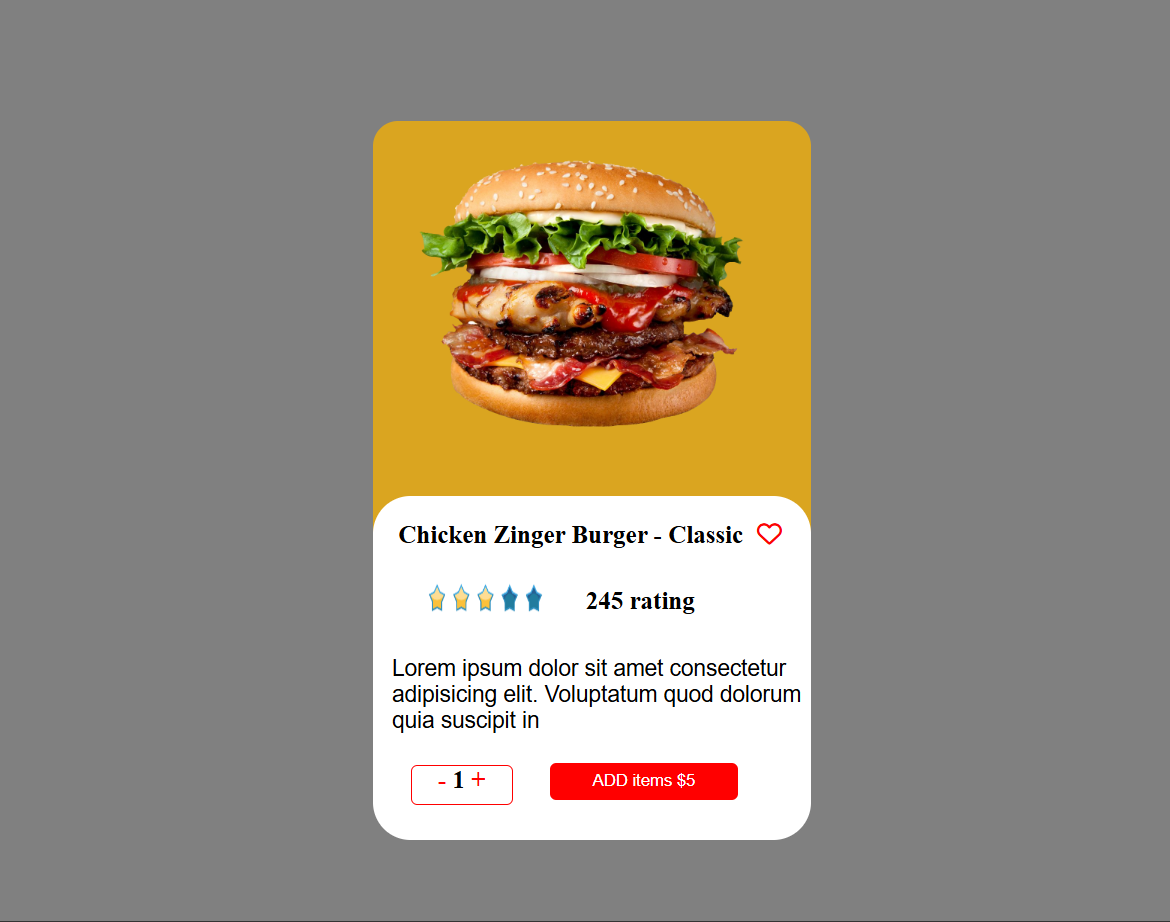 Chicken Zinger Burger - Classic
245 rating
Lorem ipsum dolor sit amet consectetur
adipisicing elit. Voluptatum quod dolorum
quia suscipit in
- 1 +
ADD items $5